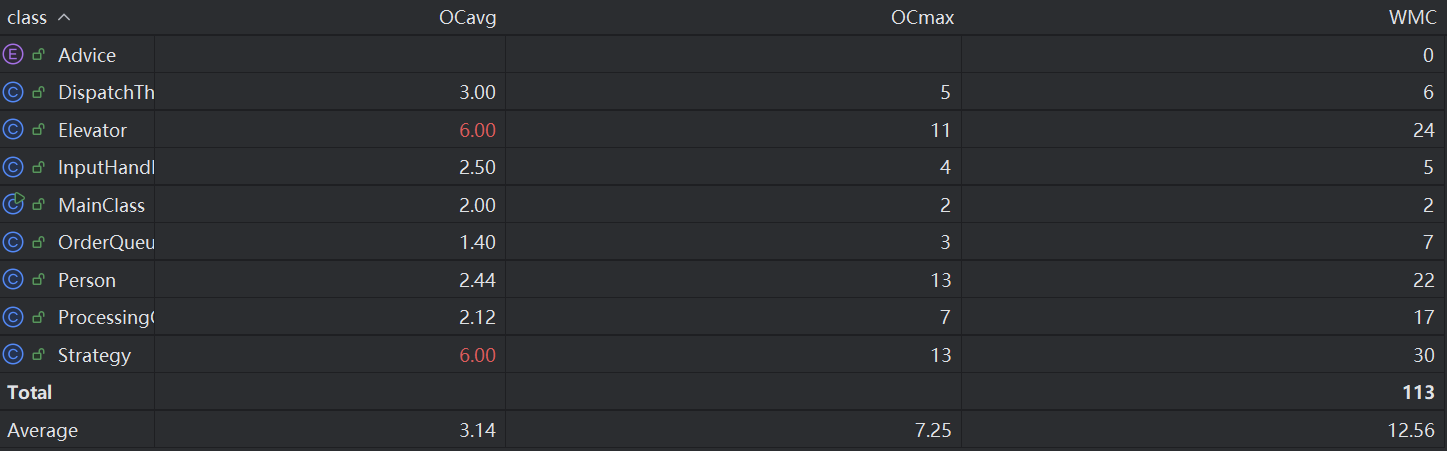 class OCavg OCmax WMC
E Advice 0
C DispatchTh 3.00 5 6
C Elevator 6.00 11 24
C InputHandl 2.50 4 5
C MainClass 2.00 2 2
C OrderQueu 1.40 3 7
C Person 2.44 13 22
C Processing 2.12 7 17
C Strategy 6.00 13 30
Total 113
Average 3.14 7.25 12.56